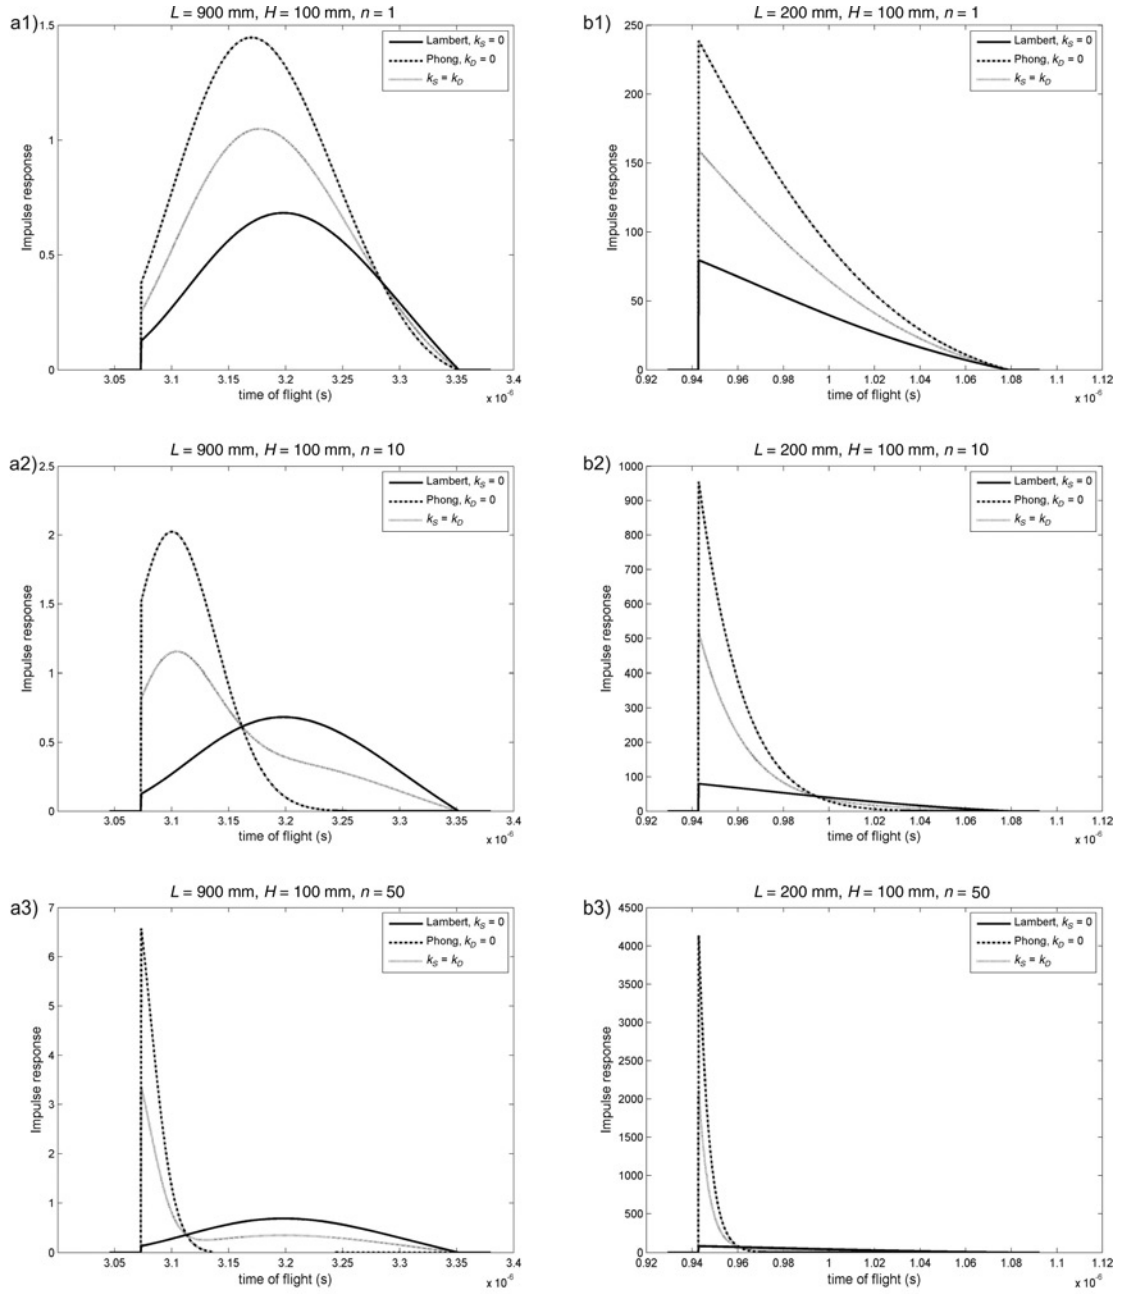 a1)
L = 900 mm, H = 100 mm, n = 1
1.5
1
0.5
0
Impulse response
Lambert, kS = 0
Phong, kD = 0
kS = kD
3.05 3.1 3.15 3.2 3.25 3.3 3.35 3.4
time of flight (s)
x 10-6
b1)
L = 200 mm, H = 100 mm, n = 1
250
200
150
100
50
0
Impulse response
Lambert, kS = 0
Phong, kD = 0
kS = kD
0.92 0.94 0.96 0.98 1 1.02 1.04 1.06 1.08 1.1 1.12
time of flight (s)
x 10-6
a2)
L = 900 mm, H = 100 mm, n = 10
2.5
2
1.5
1
0.5
0
Impulse response
Lambert, kS = 0
Phong, kD = 0
kS = kD
3.05 3.1 3.15 3.2 3.25 3.3 3.35 3.4
time of flight (s)
x 10-6
b2)
L = 200 mm, H = 100 mm, n = 10
1000
900
800
700
600
500
400
300
200
100
0
Impulse response
Lambert, kS = 0
Phong, kD = 0
kS = kD
0.92 0.94 0.96 0.98 1 1.02 1.04 1.06 1.08 1.1 1.12
time of flight (s)
x 10-6
a3)
L = 900 mm, H = 100 mm, n = 50
7
6
5
4
3
2
1
0
Impulse response
Lambert, kS = 0
Phong, kD = 0
kS = kD
3.05 3.1 3.15 3.2 3.25 3.3 3.35 3.4
time of flight (s)
x 10-6
b3)
L = 200 mm, H = 100 mm, n = 50
4500
4000
3500
3000
2500
2000
1500
1000
500
0
Impulse response
Lambert, kS = 0
Phong, kD = 0
kS = kD
0.92 0.94 0.96 0.98 1 1.02 1.04 1.06 1.08 1.1 1.12
time of flight (s)
x 10-6